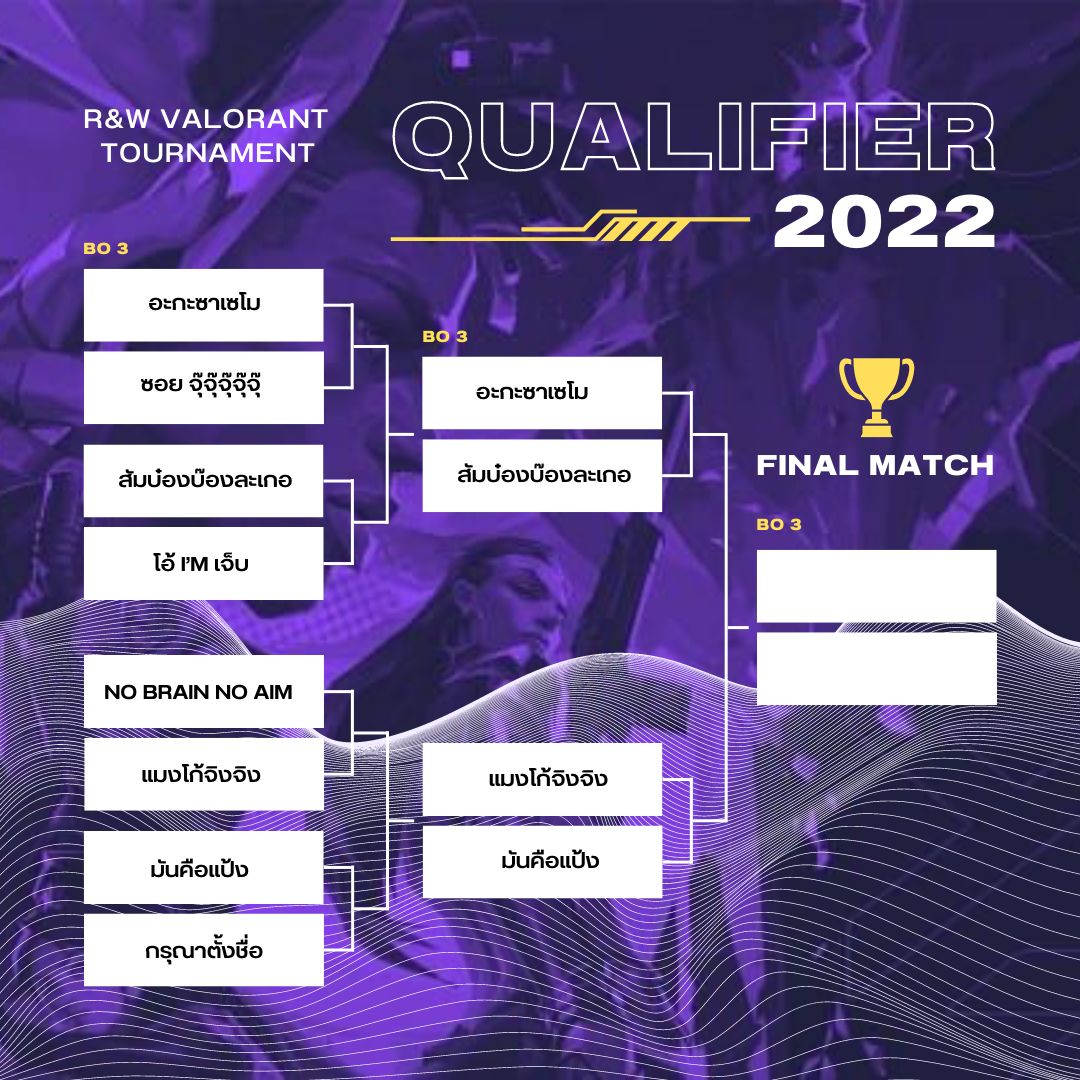 R&W VALORANT
TOURNAMENT
QUALIFIER
2022
BO 3
อะกะซาเซโม
ซอย จุ๊จุ๊จุ๊จุ๊จุ๊
ส้มบ๋องบ๊องละเกอ
โอ้ I'M เจ็บ
NO BRAIN NO AIM
แมงโก้จิงจิง
มันคือแป้ง
กรุณาตั้งชื่อ
BO 3
อะกะซาเซโม
ส้มบ๋องบ๊องละเกอ
แมงโก้จิงจิง
มันคือแป้ง
FINAL MATCH
BO 3